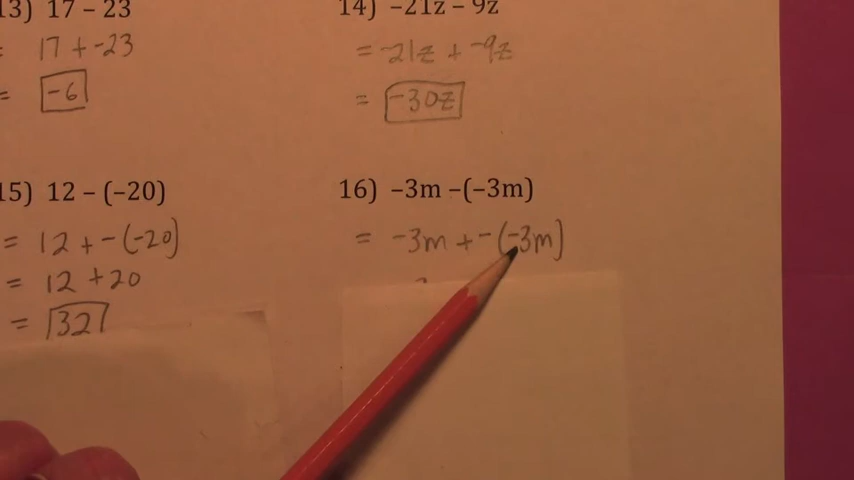 13) 17 – 23
= 17 + -23
= -6
14) –21z – 9z
= -21z + -9z
= -30z
15) 12 – (–20)
= 12 + -(-20)
= 12 + 20
= 32
16) –3m –(–3m)
= -3m + -(-3m)